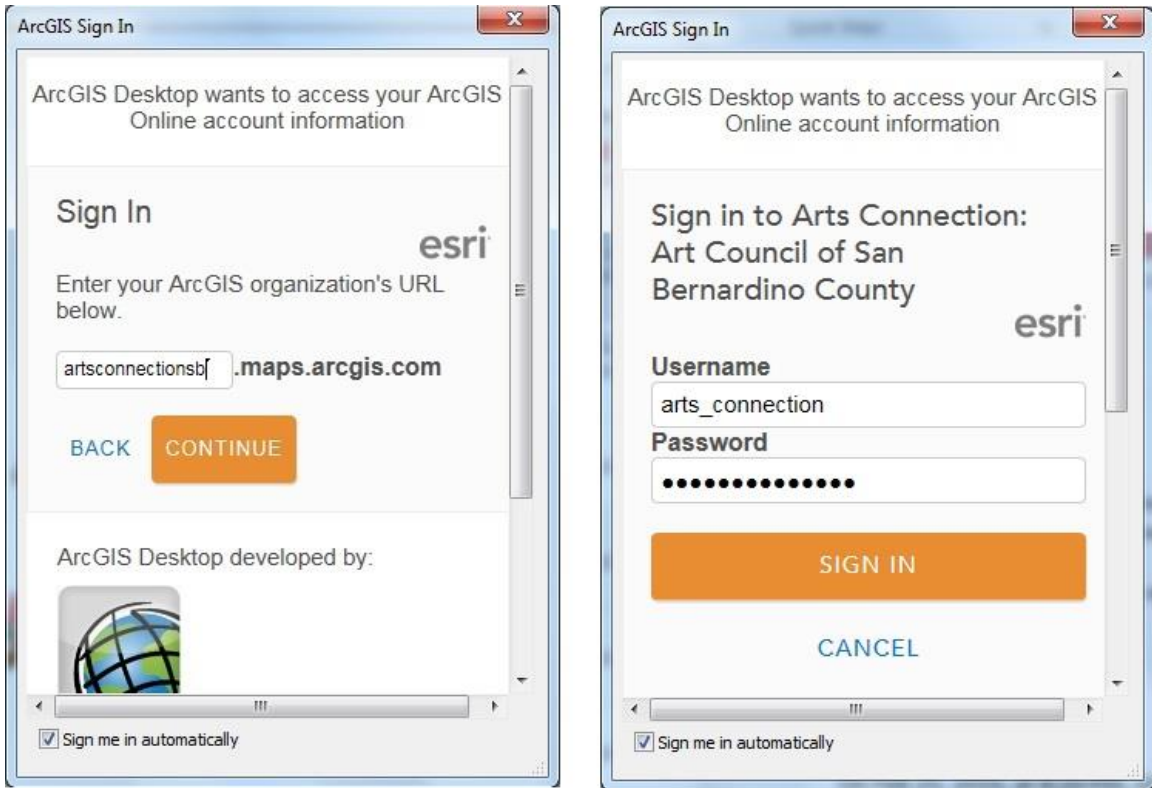 ArcGIS Sign In
ArcGIS Desktop wants to access your ArcGIS
Online account information
Sign In
esri
Enter your ArcGIS organization's URL
below.
artsconnectionsb .maps.arcgis.com
BACK CONTINUE
ArcGIS Desktop developed by:
Sign me in automatically
ArcGIS Sign In
ArcGIS Desktop wants to access your ArcGIS
Online account information
Sign in to Arts Connection:
Art Council of San
Bernardino County
esri
Username
arts_connection
Password
••••••••••••••
SIGN IN
CANCEL
Sign me in automatically